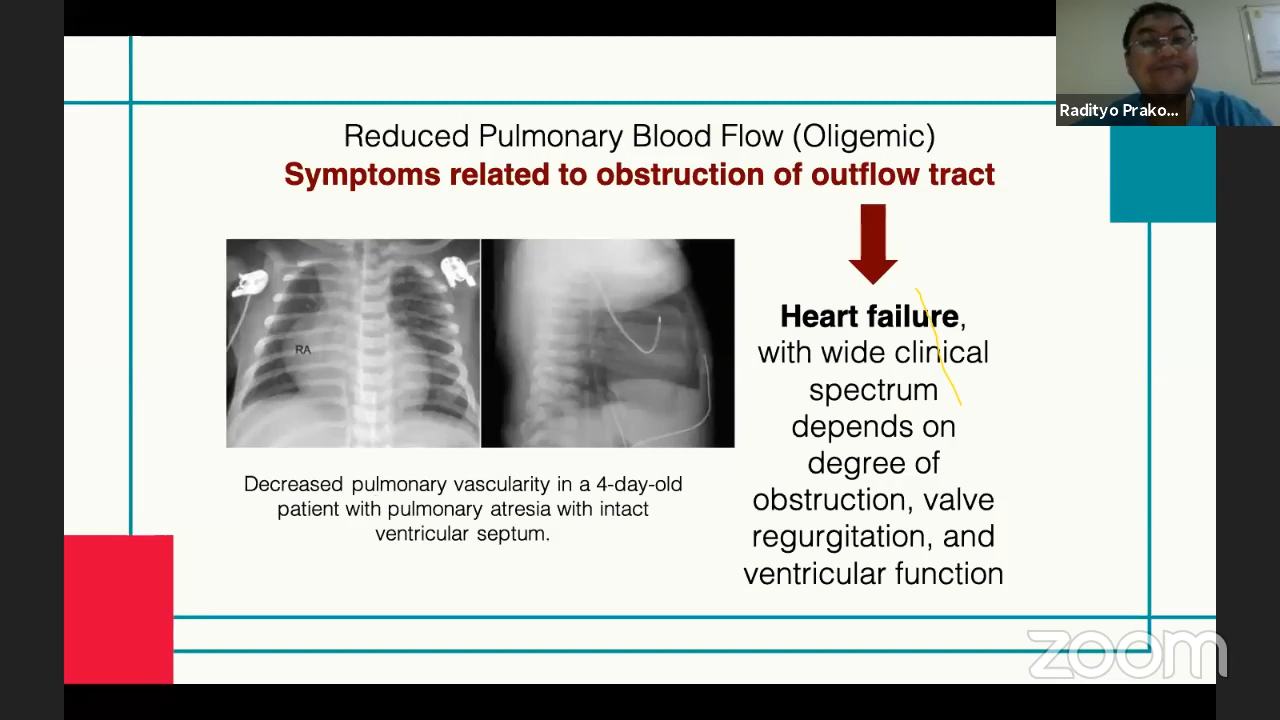 Radityo Prako...
Reduced Pulmonary Blood Flow (Oligemic)
Symptoms related to obstruction of outflow tract
RA
Heart failure,
with wide clinical
spectrum
depends on
degree of
obstruction, valve
regurgitation, and
ventricular function
Decreased pulmonary vascularity in a 4-day-old
patient with pulmonary atresia with intact
ventricular septum.
zoom